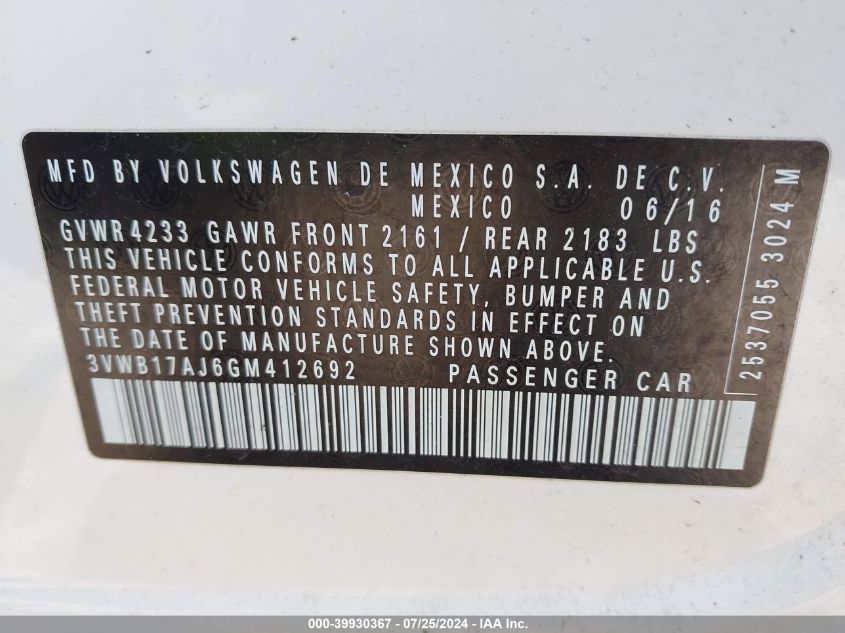 MFD BY VOLKSWAGEN DE MEXICO S.A. DE C.V.
MEXICO 06/16
GVWR 4233 GAWR FRONT 2161 / REAR 2183 LBS
THIS VEHICLE CONFORMS TO ALL APPLICABLE U.S.
FEDERAL MOTOR VEHICLE SAFETY, BUMPER AND
THEFT PREVENTION STANDARDS IN EFFECT ON
THE DATE OF MANUFACTURE SHOWN ABOVE.
3VWB17AJ6GM412692 PASSENGER CAR
2537055 3024 M
000-39930367 - 07/25/2024 - IAA Inc.